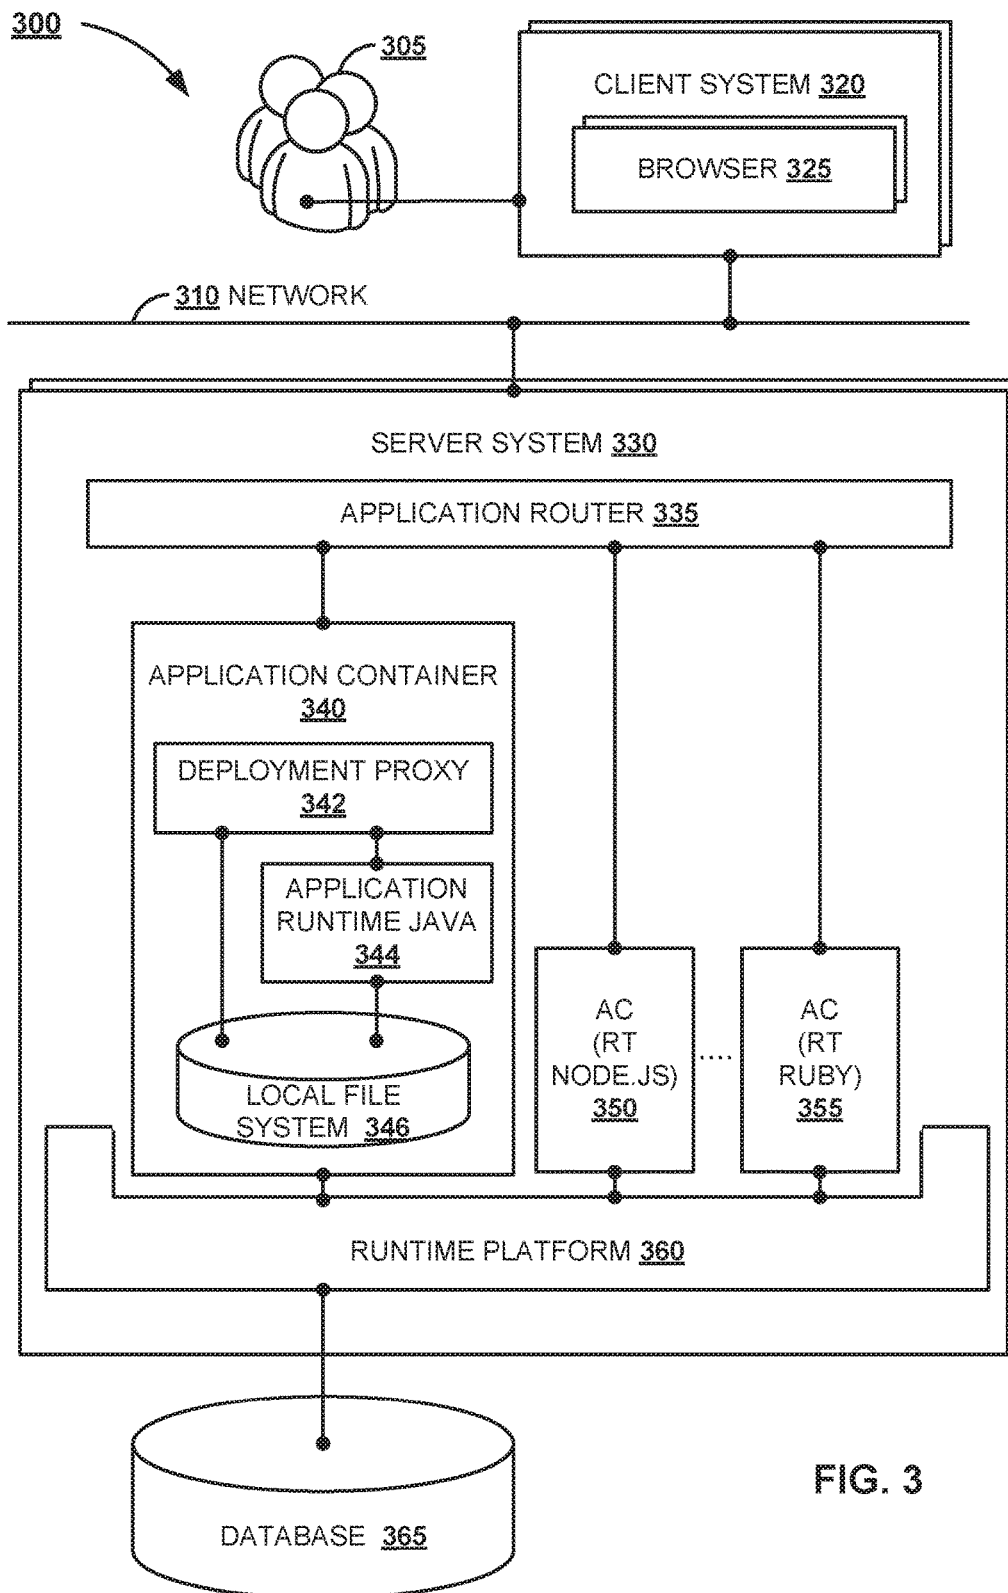 300
305
CLIENT SYSTEM 320
BROWSER 325
310 NETWORK
SERVER SYSTEM 330
APPLICATION ROUTER 335
APPLICATION CONTAINER
340
DEPLOYMENT PROXY
342
APPLICATION
RUNTIME JAVA
344
LOCAL FILE
SYSTEM 346
AC
(RT
NODE.JS)
350
....
AC
(RT
RUBY)
355
RUNTIME PLATFORM 360
DATABASE 365
FIG. 3